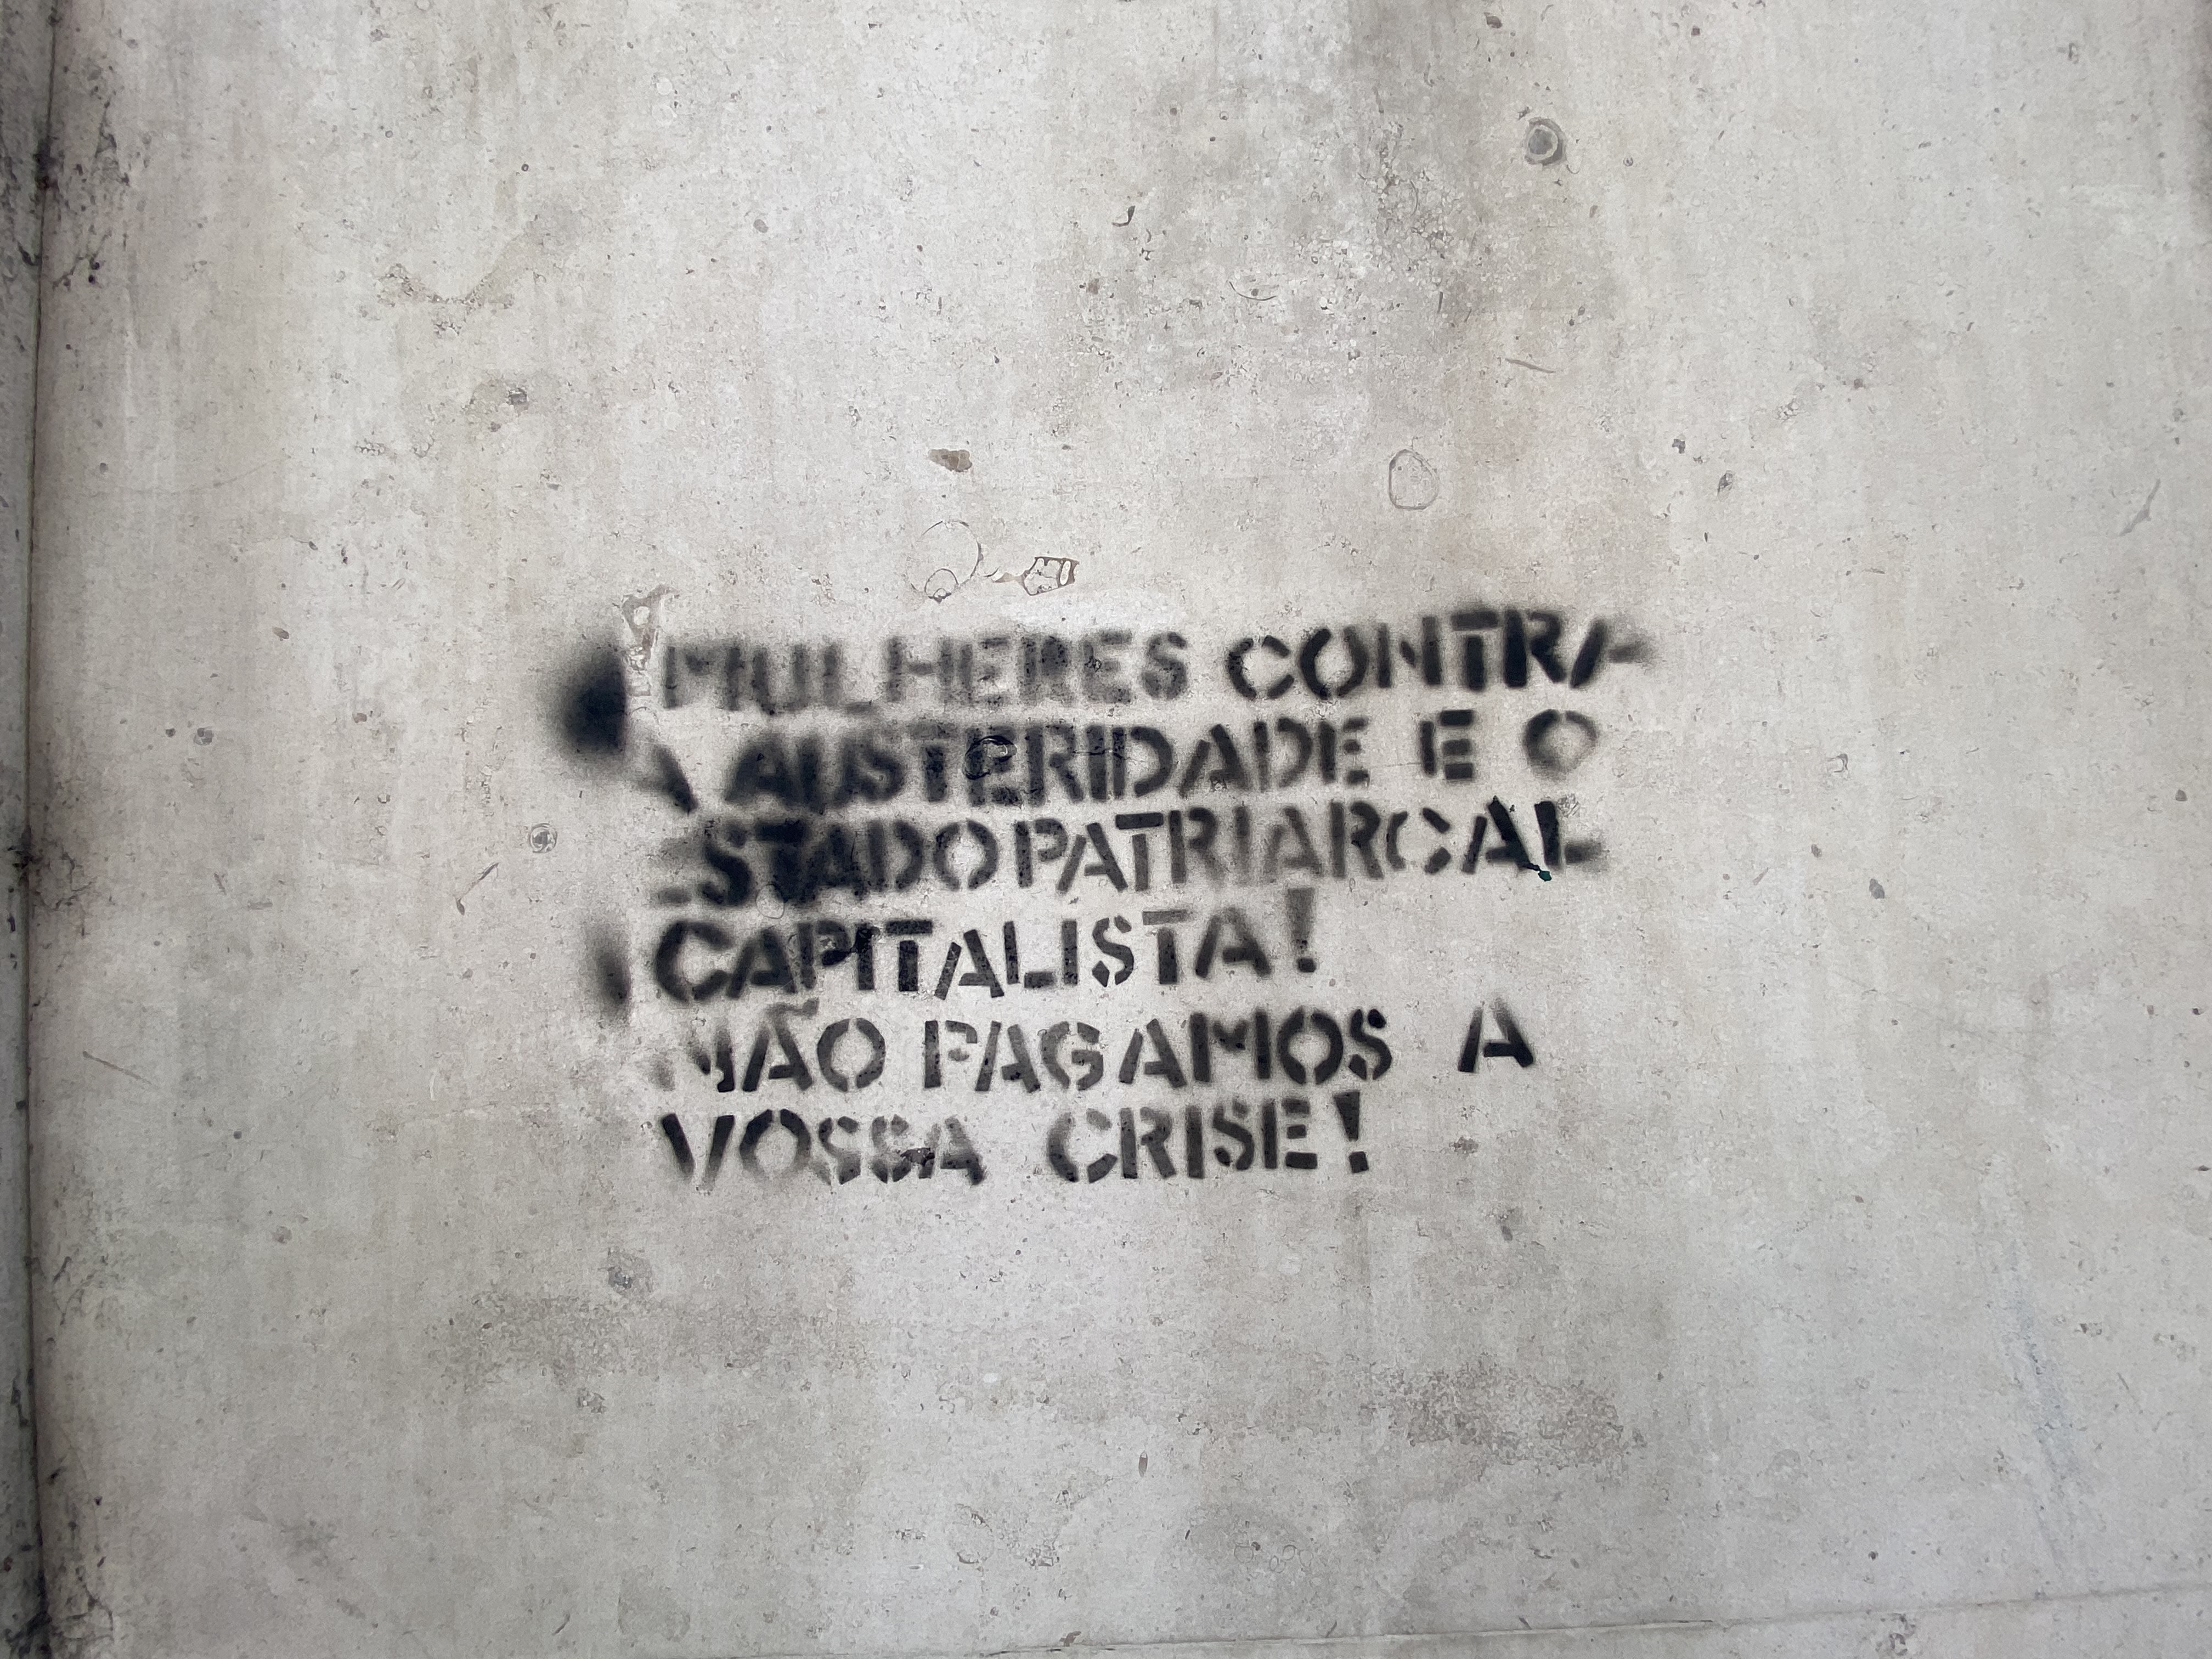 MULHERES CONTRA
A AUSTERIDADE E O
ESTADO PATRIARCAL
CAPITALISTA!
NÃO PAGAMOS A
VOSSA CRISE!